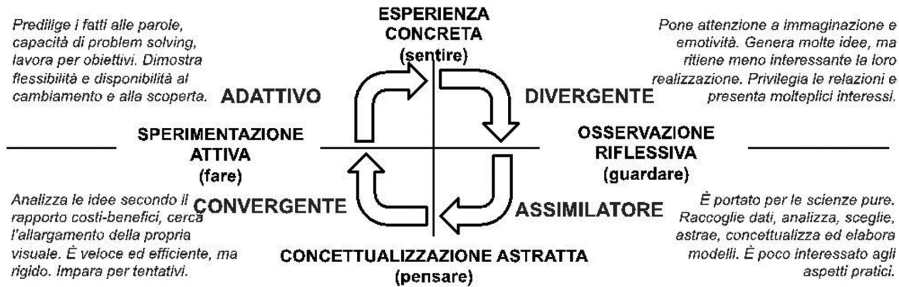 Predilige i fatti alle parole,
capacità di problem solving,
lavora per obiettivi. Dimostra
flessibilità e disponibilità al
cambiamento e alla scoperta.
ESPERIENZA
CONCRETA
(sentire)
Pone attenzione a immaginazione e
emotività. Genera molte idee, ma
ritiene meno interessante la loro
realizzazione. Privilegia le relazioni e
presenta molteplici interessi.
ADATTIVO
DIVERGENTE
SPERIMENTAZIONE
ATTIVA
(fare)
OSSERVAZIONE
RIFLESSIVA
(guardare)
Analizza le idee secondo il
rapporto costi-benefici, cerca
l'allargamento della propria
visuale. È veloce ed efficiente, ma
rigido. Impara per tentativi.
CONVERGENTE
ASSIMILATORE
È portato per le scienze pure.
Raccoglie dati, analizza, sceglie,
astrae, concettualizza ed elabora
modelli. È poco interessato agli
aspetti pratici.
CONCETTUALIZZAZIONE ASTRATTA
(pensare)